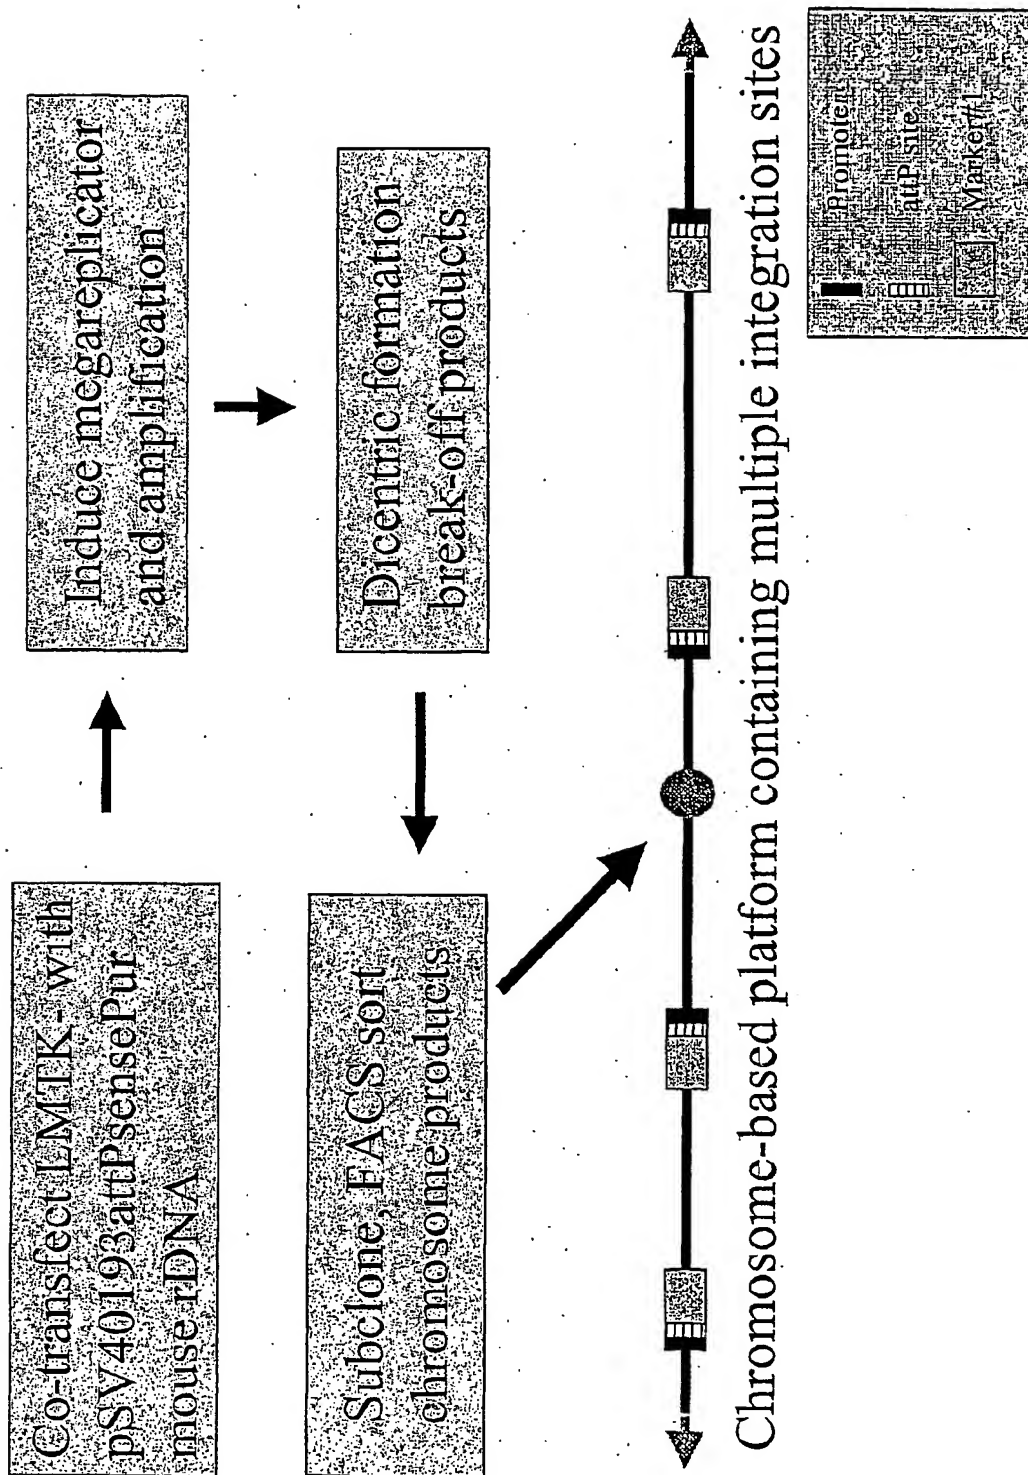 Co-transfect LMTK- with
pSV40193attPsensePur
mouse rDNA
Induce megareplicator
and amplification
Dicentric formation
break-off products
Subclone, FACS sort
chromosome products
Chromosome-based platform containing multiple integration sites
Promoter
attP site
Marker#1